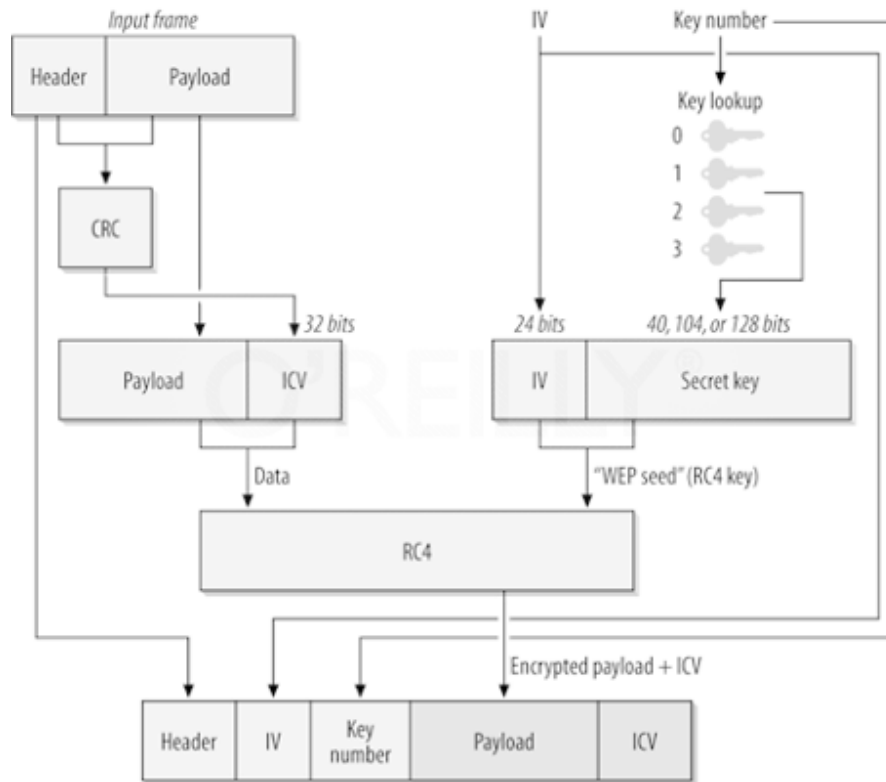 Input frame
IV
Key number
Header
Payload
Key lookup
0
1
2
3
CRC
32 bits
24 bits
40, 104, or 128 bits
Payload
ICV
IV
Secret key
O'REILLY®
Data
“WEP seed” (RC4 key)
RC4
Encrypted payload + ICV
Header
IV
Key
number
Payload
ICV